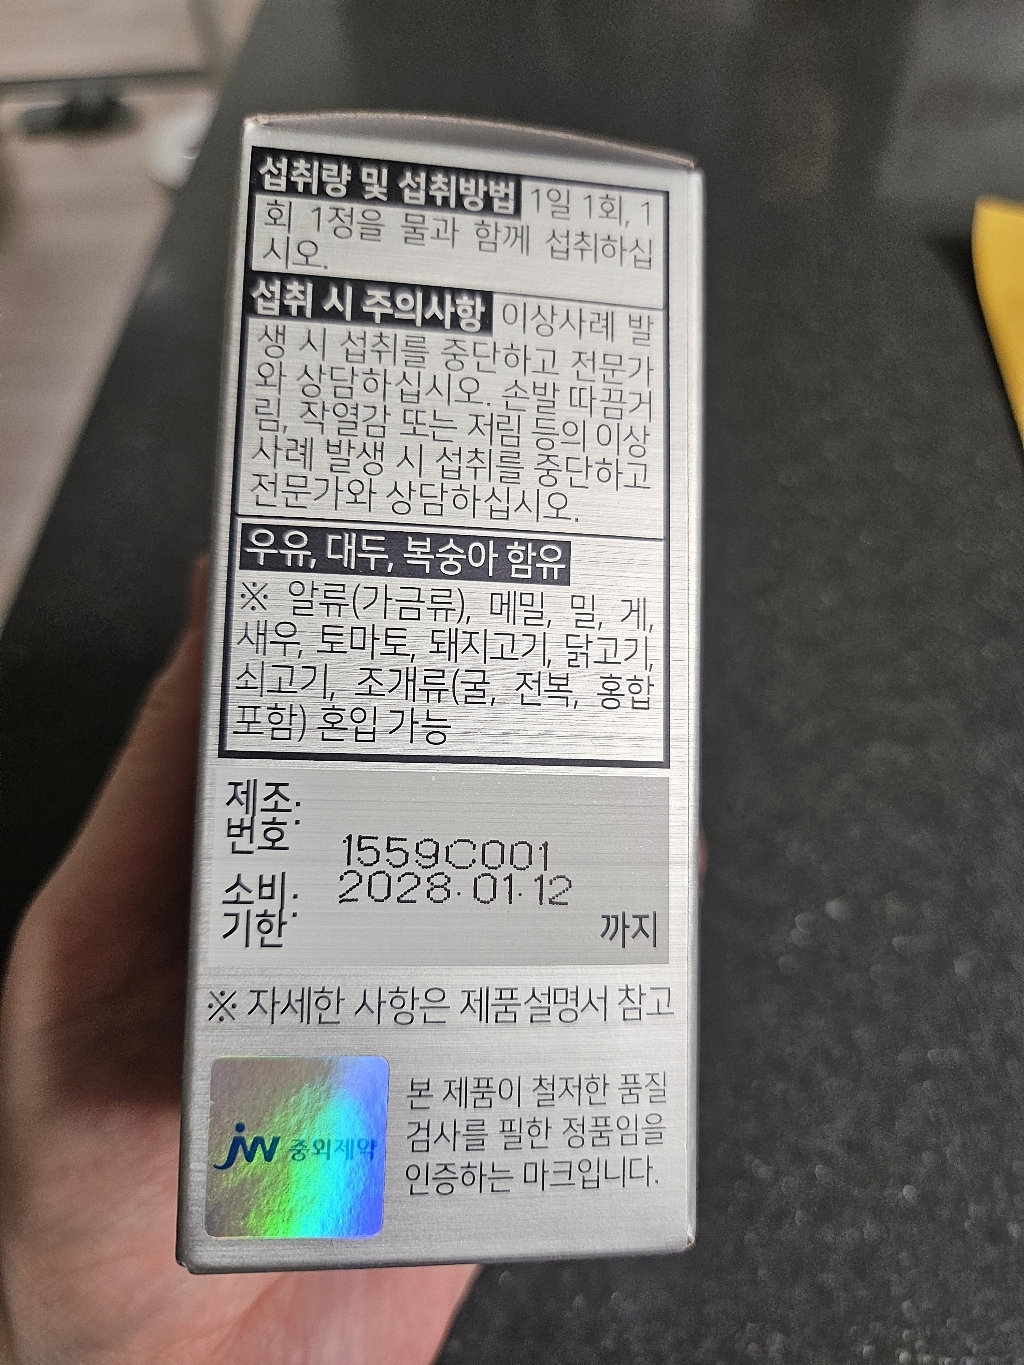 섭취량 및 섭취방법 1일 1회, 1
회 1정을 물과 함께 섭취하십
시오.
섭취 시 주의사항 이상사례 발
생 시 섭취를 중단하고 전문가
와 상담하십시오. 손발 따끔거
림, 작열감 또는 저림 등의 이상
사례 발생 시 섭취를 중단하고
전문가와 상담하십시오.
우유, 대두, 복숭아 함유
※ 알류(가금류), 메밀, 밀, 게,
새우, 토마토, 돼지고기, 닭고기,
쇠고기, 조개류(굴, 전복, 홍합
포함) 혼입 가능
제조:
번호
1559C001
소비:
기한
2028.01.12
까지
※ 자세한 사항은 제품설명서 참고
jw 중외제약
본 제품이 철저한 품질
검사를 필한 정품임을
인증하는 마크입니다.